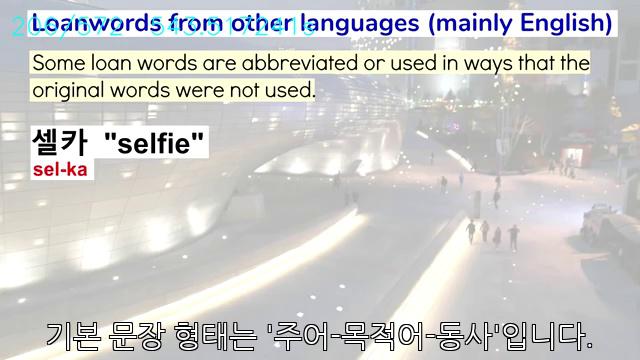 Loanwords from other languages (mainly English)
Some loan words are abbreviated or used in ways that the
original words were not used.
셀카 "selfie"
sel-ka
기본 문장 형태는 '주어-목적어-동사'입니다.